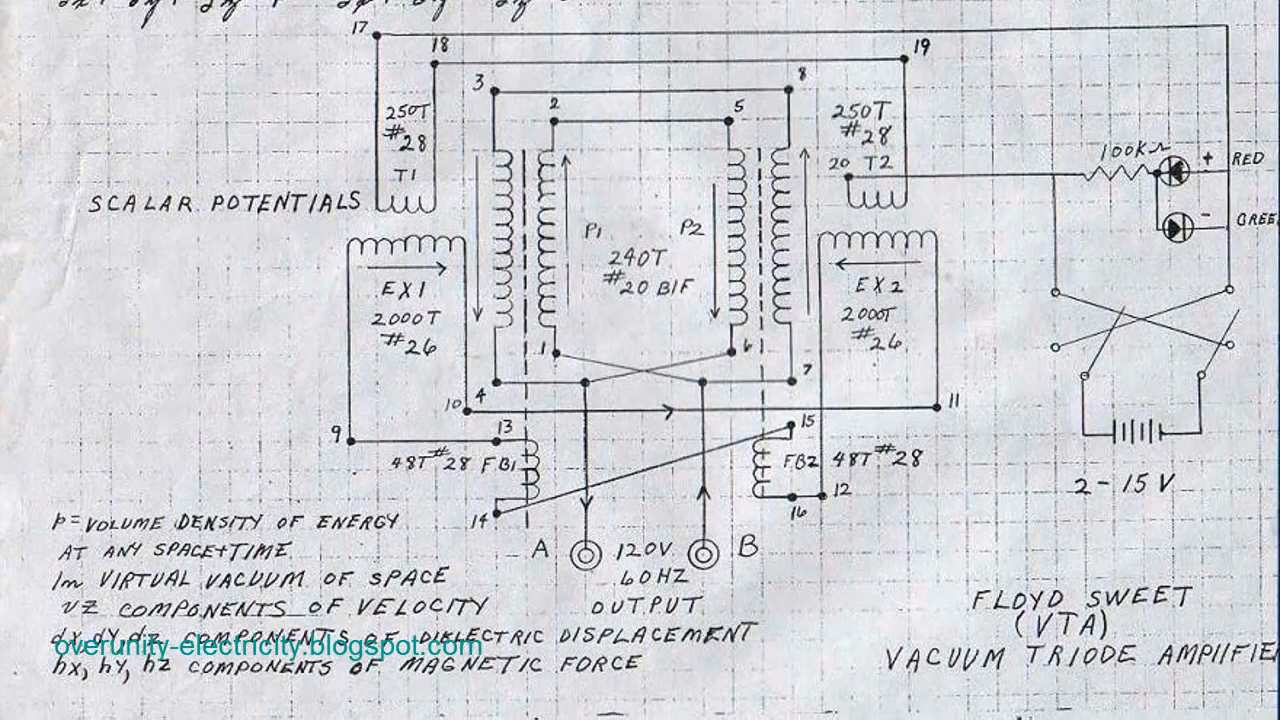 17
18
19
3
8
2
5
250T
#28
T1
250T
#28
20 T2
100KΩ
+ RED
-
SCALAR POTENTIALS
P1
P2
240T
#20 BIF
EX1
2000T
#26
EX2
2000T
#26
1
6
4
7
10
11
9
13
15
48T #28 FB1
FB2 48T #28
12
14
16
2-15V
A
120V
B
60HZ
OUTPUT
P=VOLUME DENSITY OF ENERGY
AT ANY SPACE+TIME
Im VIRTUAL VACUUM OF SPACE
VZ COMPONENTS OF VELOCITY
dx, dy, dz COMPONENTS OF DIELECTRIC DISPLACEMENT
hx, hy, hz COMPONENTS OF MAGNETIC FORCE
overunity-electricity.blogspot.com
FLOYD SWEET
(VTA)
VACUUM TRIODE AMPlIFIE